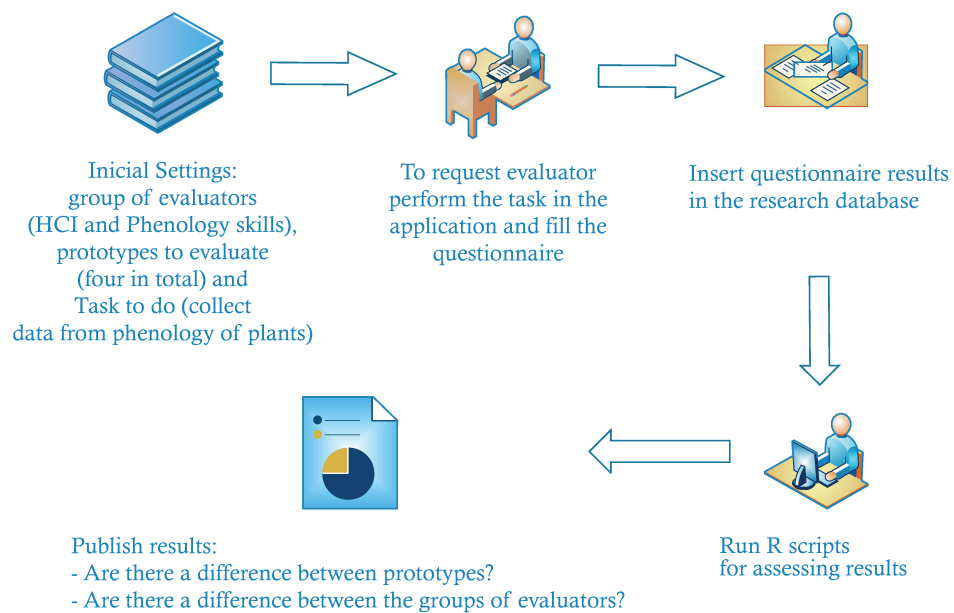 Inicial Settings:
group of evaluators
(HCI and Phenology skills),
prototypes to evaluate
(four in total) and
Task to do (collect
data from phenology of plants)
To request evaluator
perform the task in the
application and fill the
questionnaire
Insert questionnaire results
in the research database
Run R scripts
for assessing results
Publish results:
- Are there a difference between prototypes?
- Are there a difference between the groups of evaluators?